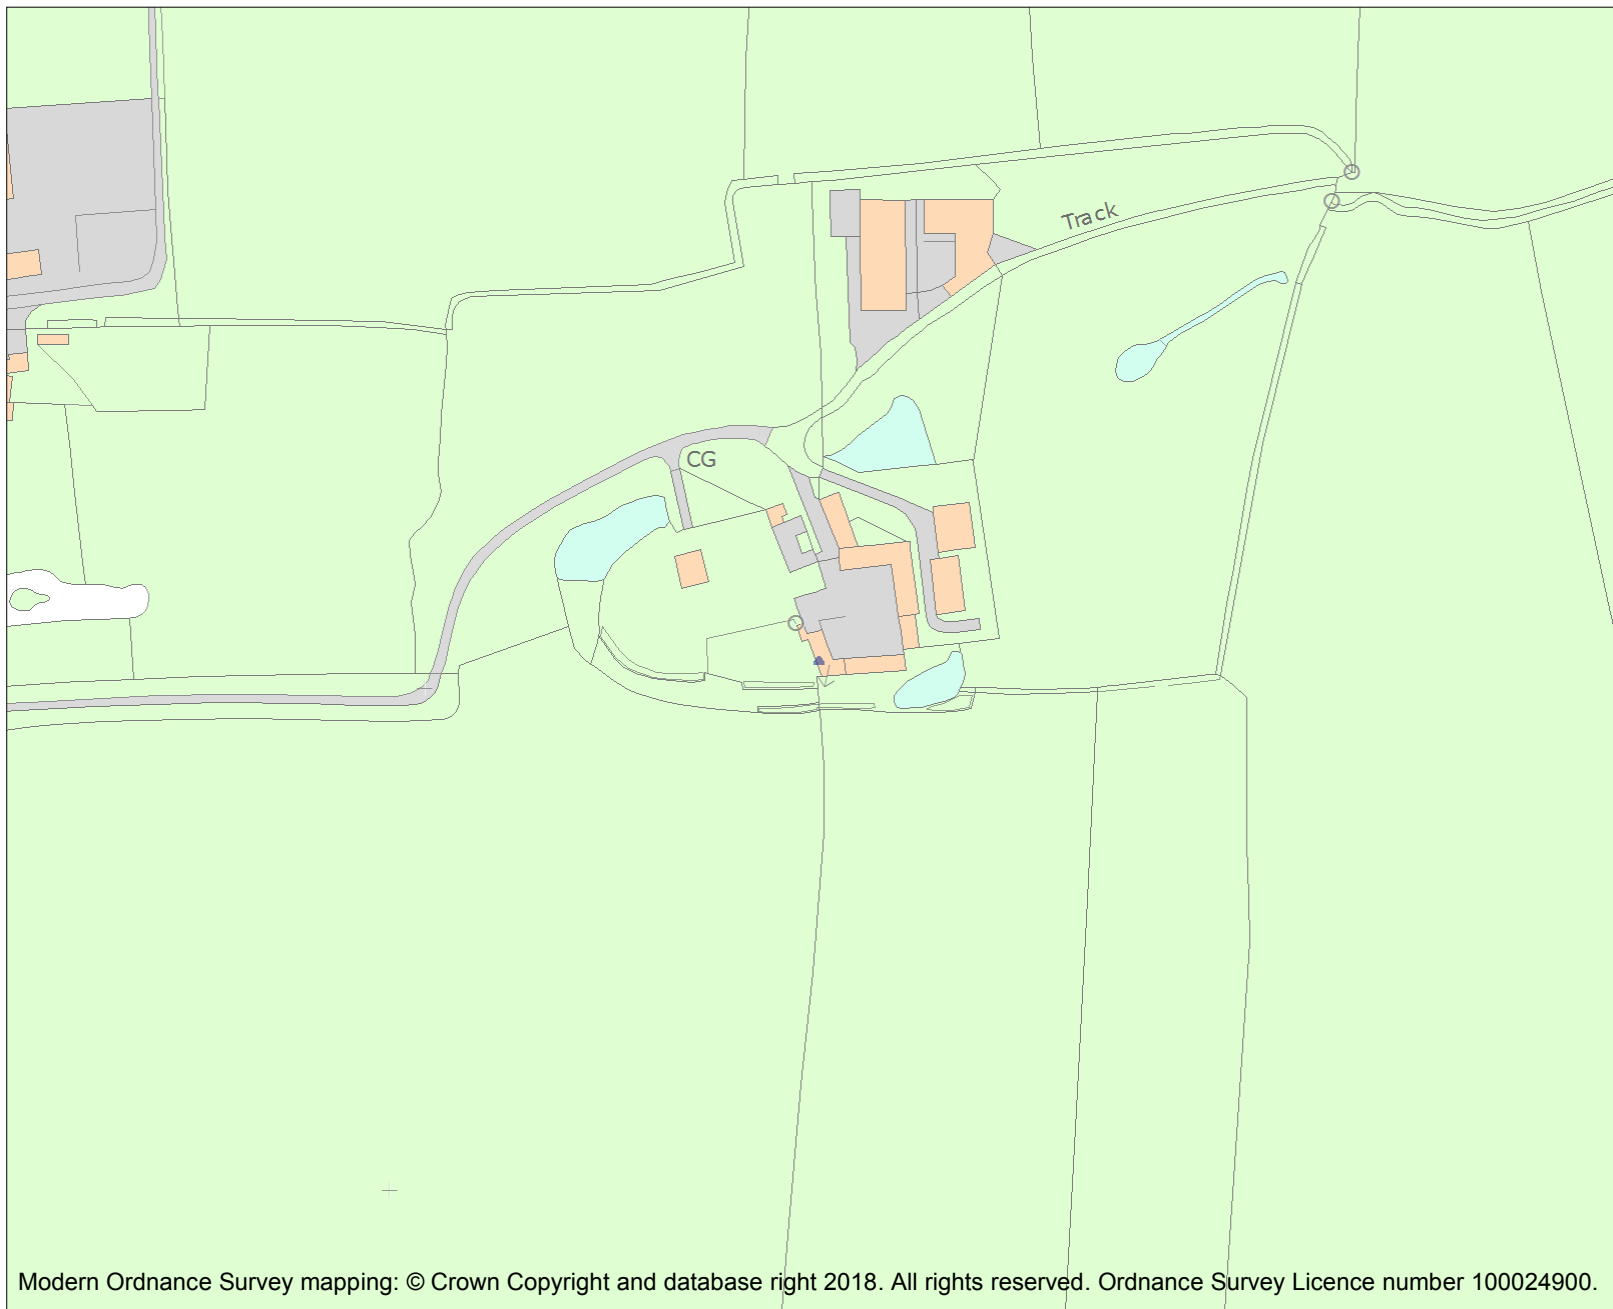 Track
CG
Modern Ordnance Survey mapping: © Crown Copyright and database right 2018. All rights reserved. Ordnance Survey Licence number 100024900.